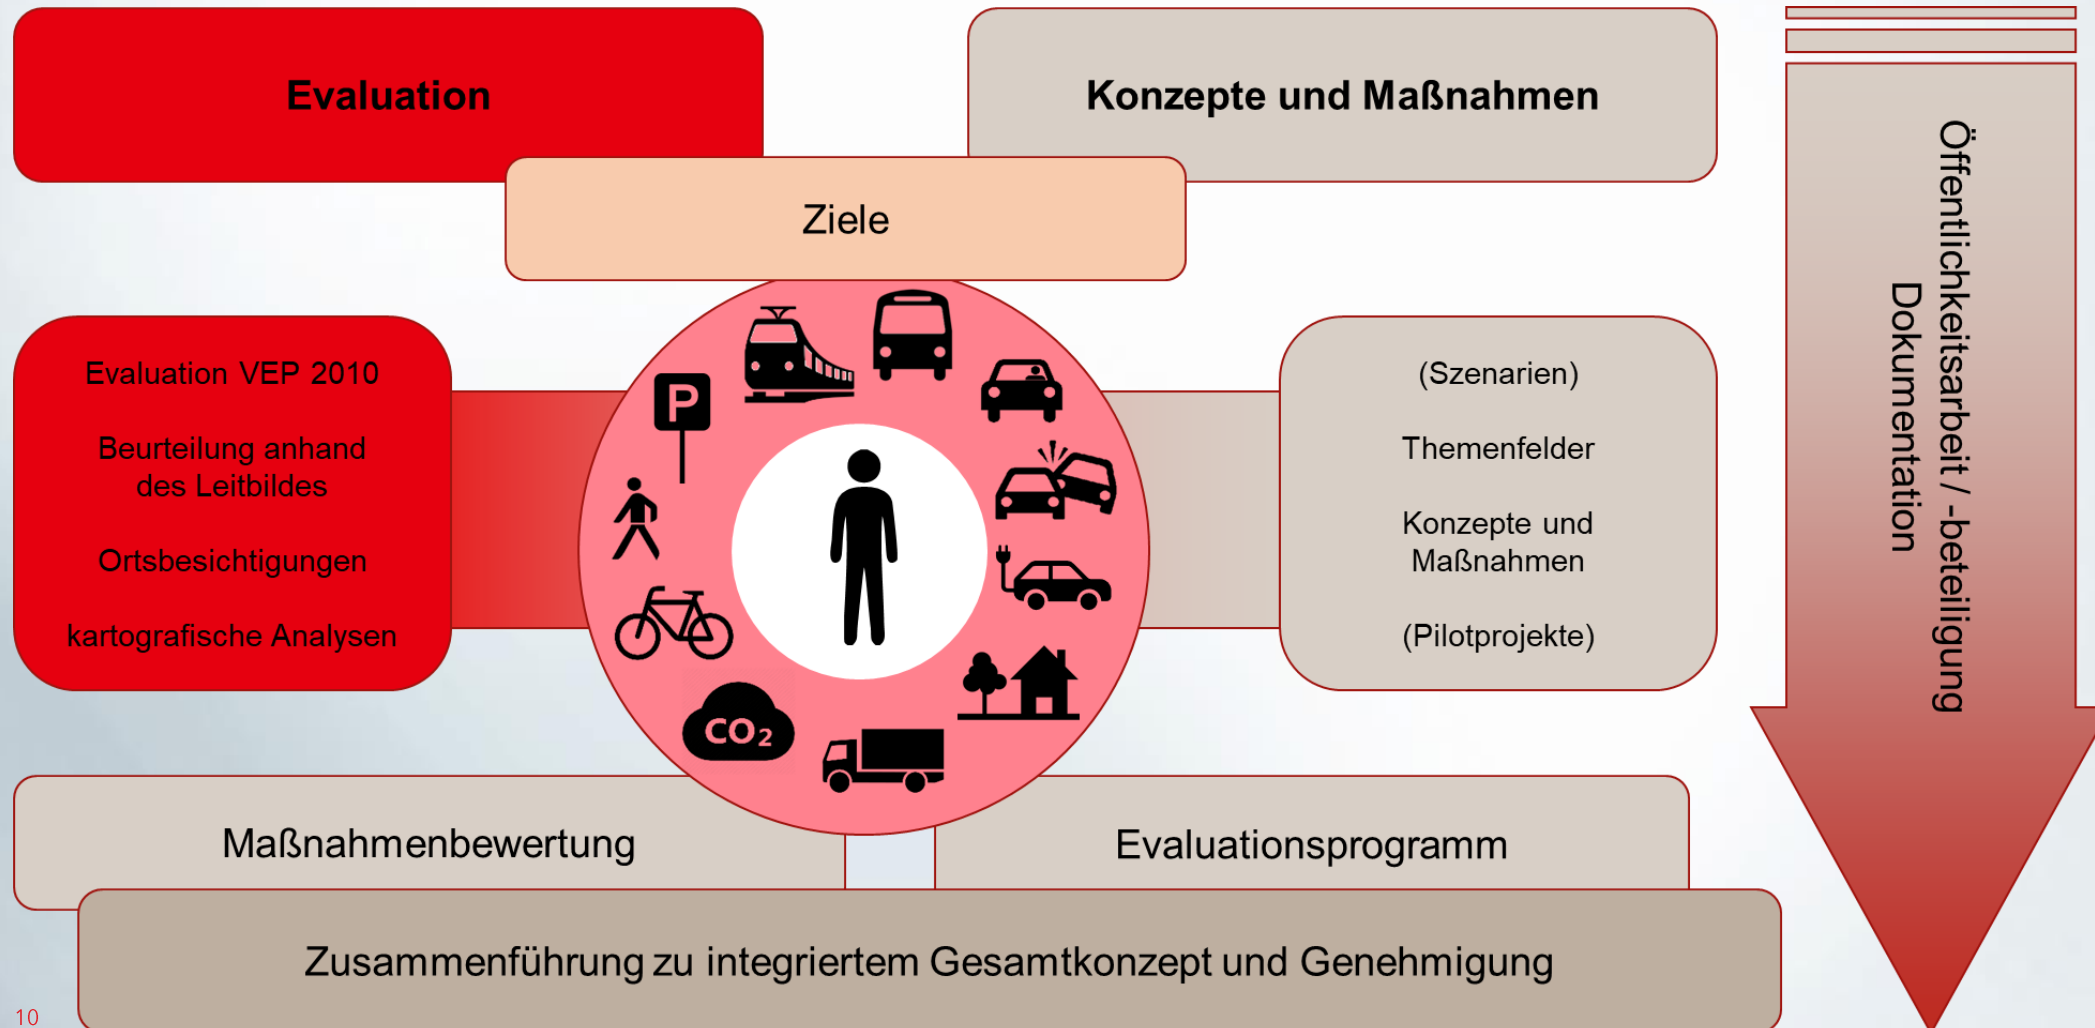 Evaluation
Konzepte und Maßnahmen
Ziele
Evaluation VEP 2010
Beurteilung anhand
des Leitbildes
Ortsbesichtigungen
kartografische Analysen
P
CO₂
(Szenarien)
Themenfelder
Konzepte und
Maßnahmen
(Pilotprojekte)
Öffentlichkeitsarbeit / -beteiligung
Dokumentation
Maßnahmenbewertung
Evaluationsprogramm
Zusammenführung zu integriertem Gesamtkonzept und Genehmigung
10